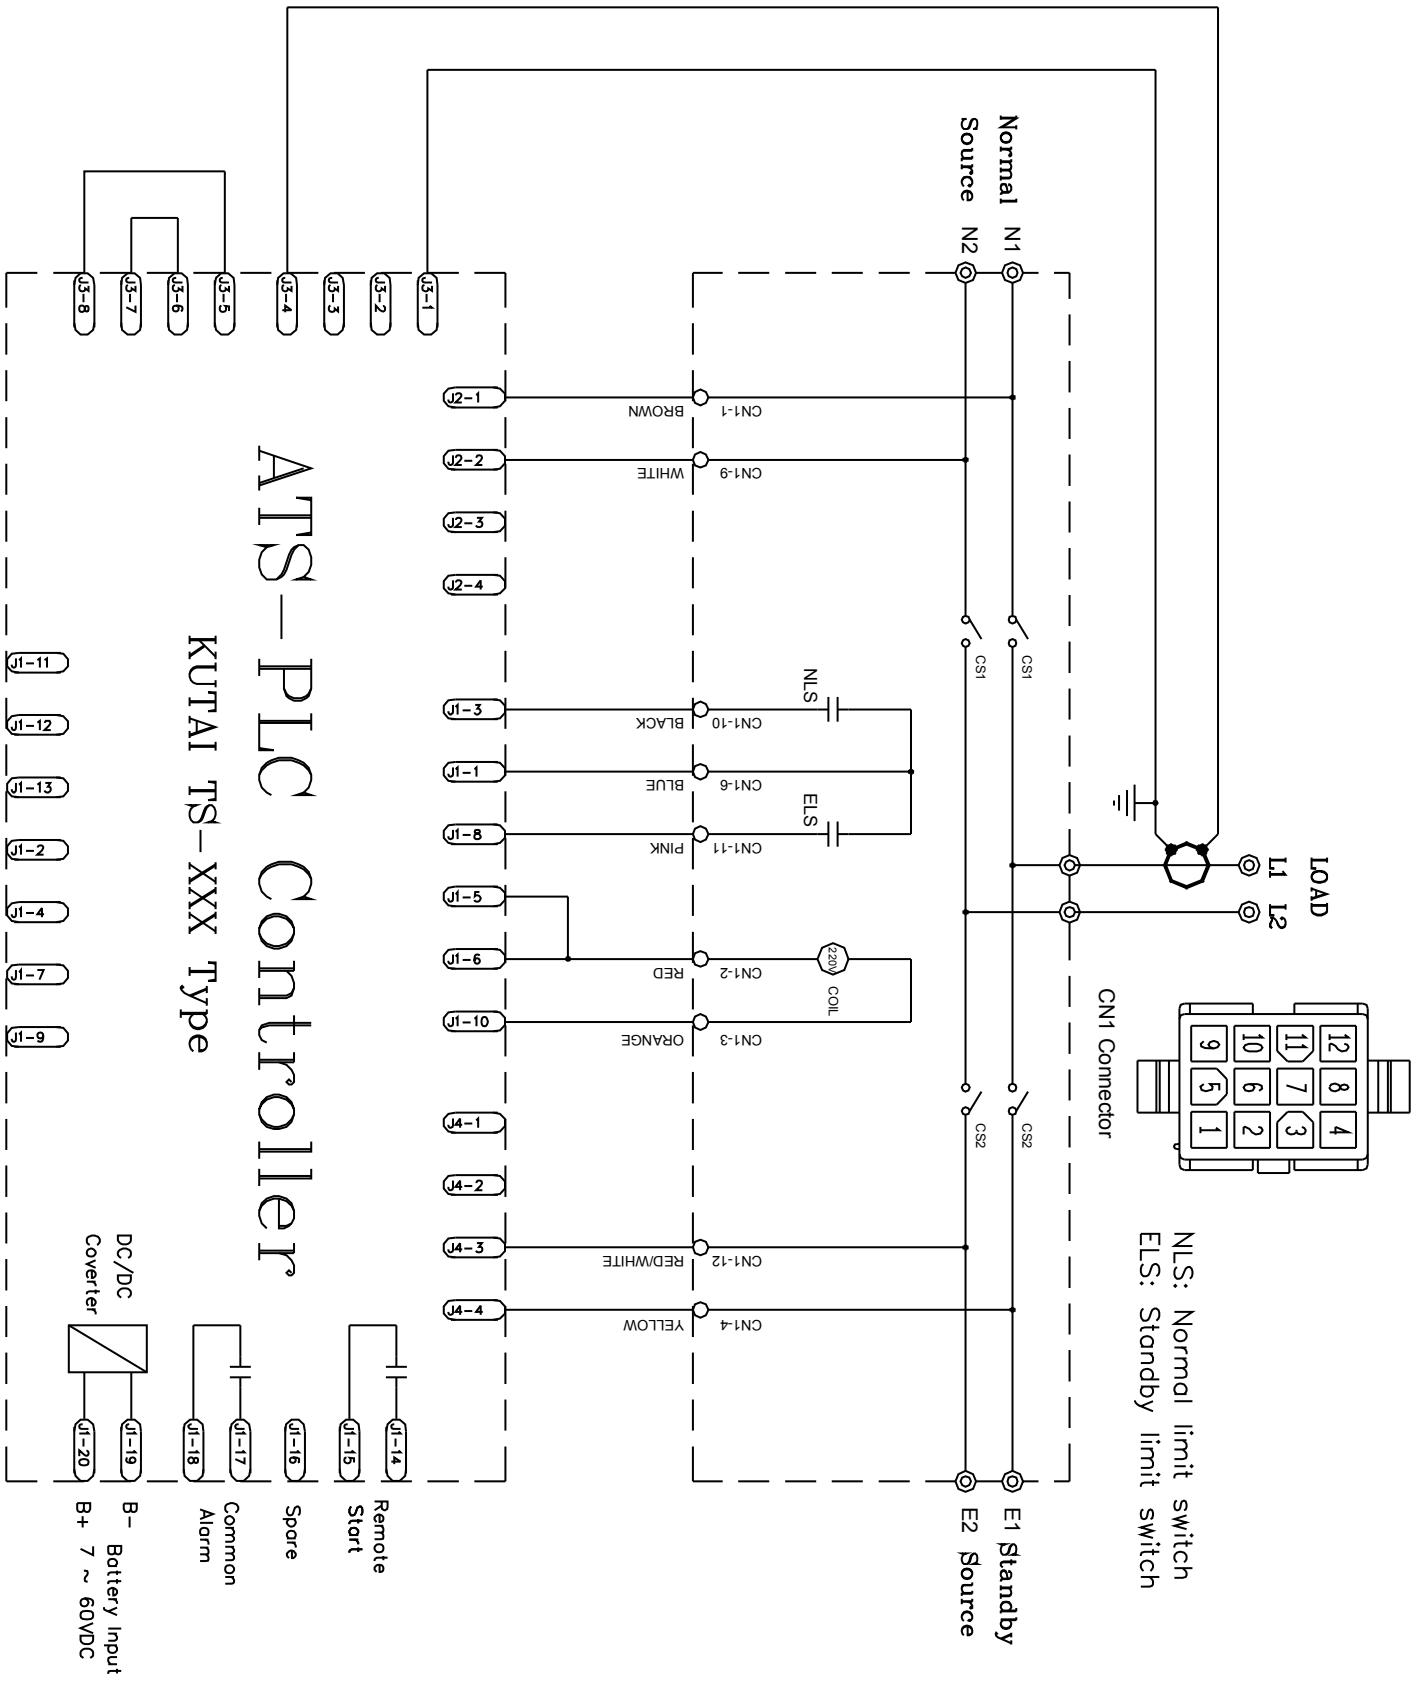 LOAD
L1
L2
CN1 Connector
12
8
4
11
7
3
10
6
2
9
5
1
NLS: Normal limit switch
ELS: Standby limit switch
Normal
Source
N1
N2
CS1
CS1
CS2
CS2
E1 Standby
E2 Source
NLS
ELS
220V
COIL
CN1-1
CN1-9
CN1-10
CN1-6
CN1-11
CN1-2
CN1-3
CN1-12
CN1-4
BROWN
WHITE
BLACK
BLUE
PINK
RED
ORANGE
RED/WHITE
YELLOW
J2-1
J2-2
J2-3
J2-4
J1-3
J1-1
J1-8
J1-5
J1-6
J1-10
J4-1
J4-2
J4-3
J4-4
J3-1
J3-2
J3-3
J3-4
J3-5
J3-6
J3-7
J3-8
ATS-PLC Controller
KUTAI TS-XXX Type
J1-14
J1-15
Remote
Start
J1-16
Spare
J1-17
J1-18
Common
Alarm
DC/DC
Coverter
J1-19
J1-20
B- Battery Input
B+ 7 ~ 60VDC
J1-11
J1-12
J1-13
J1-2
J1-4
J1-7
J1-9